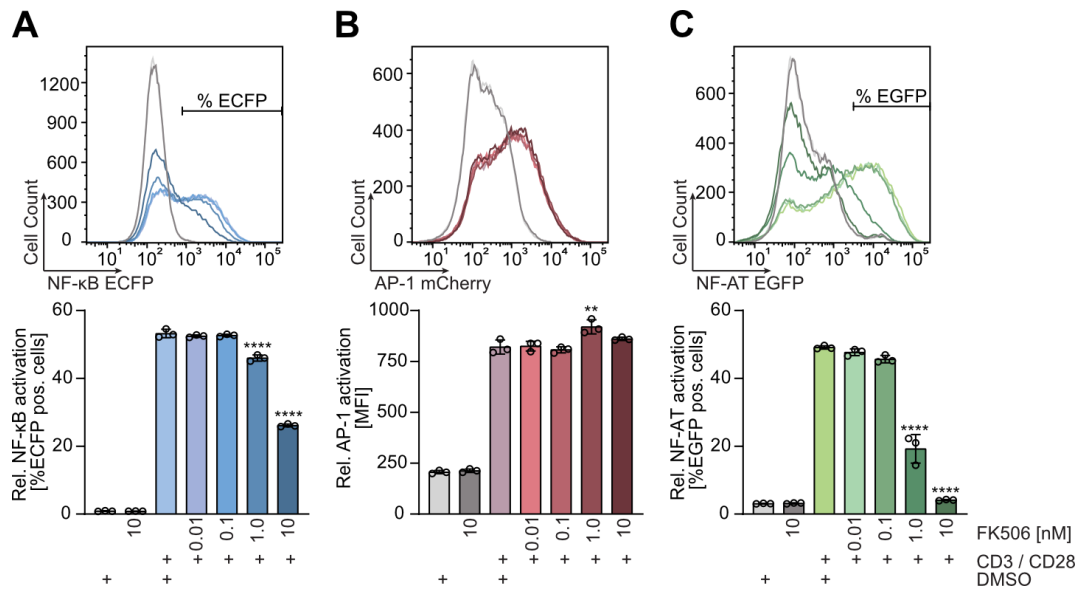 A
B
C
1200
900
600
300
0
% ECFP
Cell Count
10¹ 10² 10³ 10⁴ 10⁵
NF-κB ECFP
600
400
200
0
Cell Count
10¹ 10² 10³ 10⁴ 10⁵
AP-1 mCherry
600
400
200
0
% EGFP
Cell Count
10¹ 10² 10³ 10⁴ 10⁵
NF-AT EGFP
Rel. NF-κB activation
[%ECFP pos. cells]
60
40
20
0
****
****
10 0.01 0.1 1.0 10
+ + + + +
+ +
Rel. AP-1 activation
[MFI]
1000
750
500
250
0
**
10 0.01 0.1 1.0 10
+ + + + +
+ +
Rel. NF-AT activation
[%EGFP pos. cells]
60
40
20
0
****
****
10 0.01 0.1 1.0 10 FK506 [nM]
+ + + + + CD3 / CD28
+ + DMSO